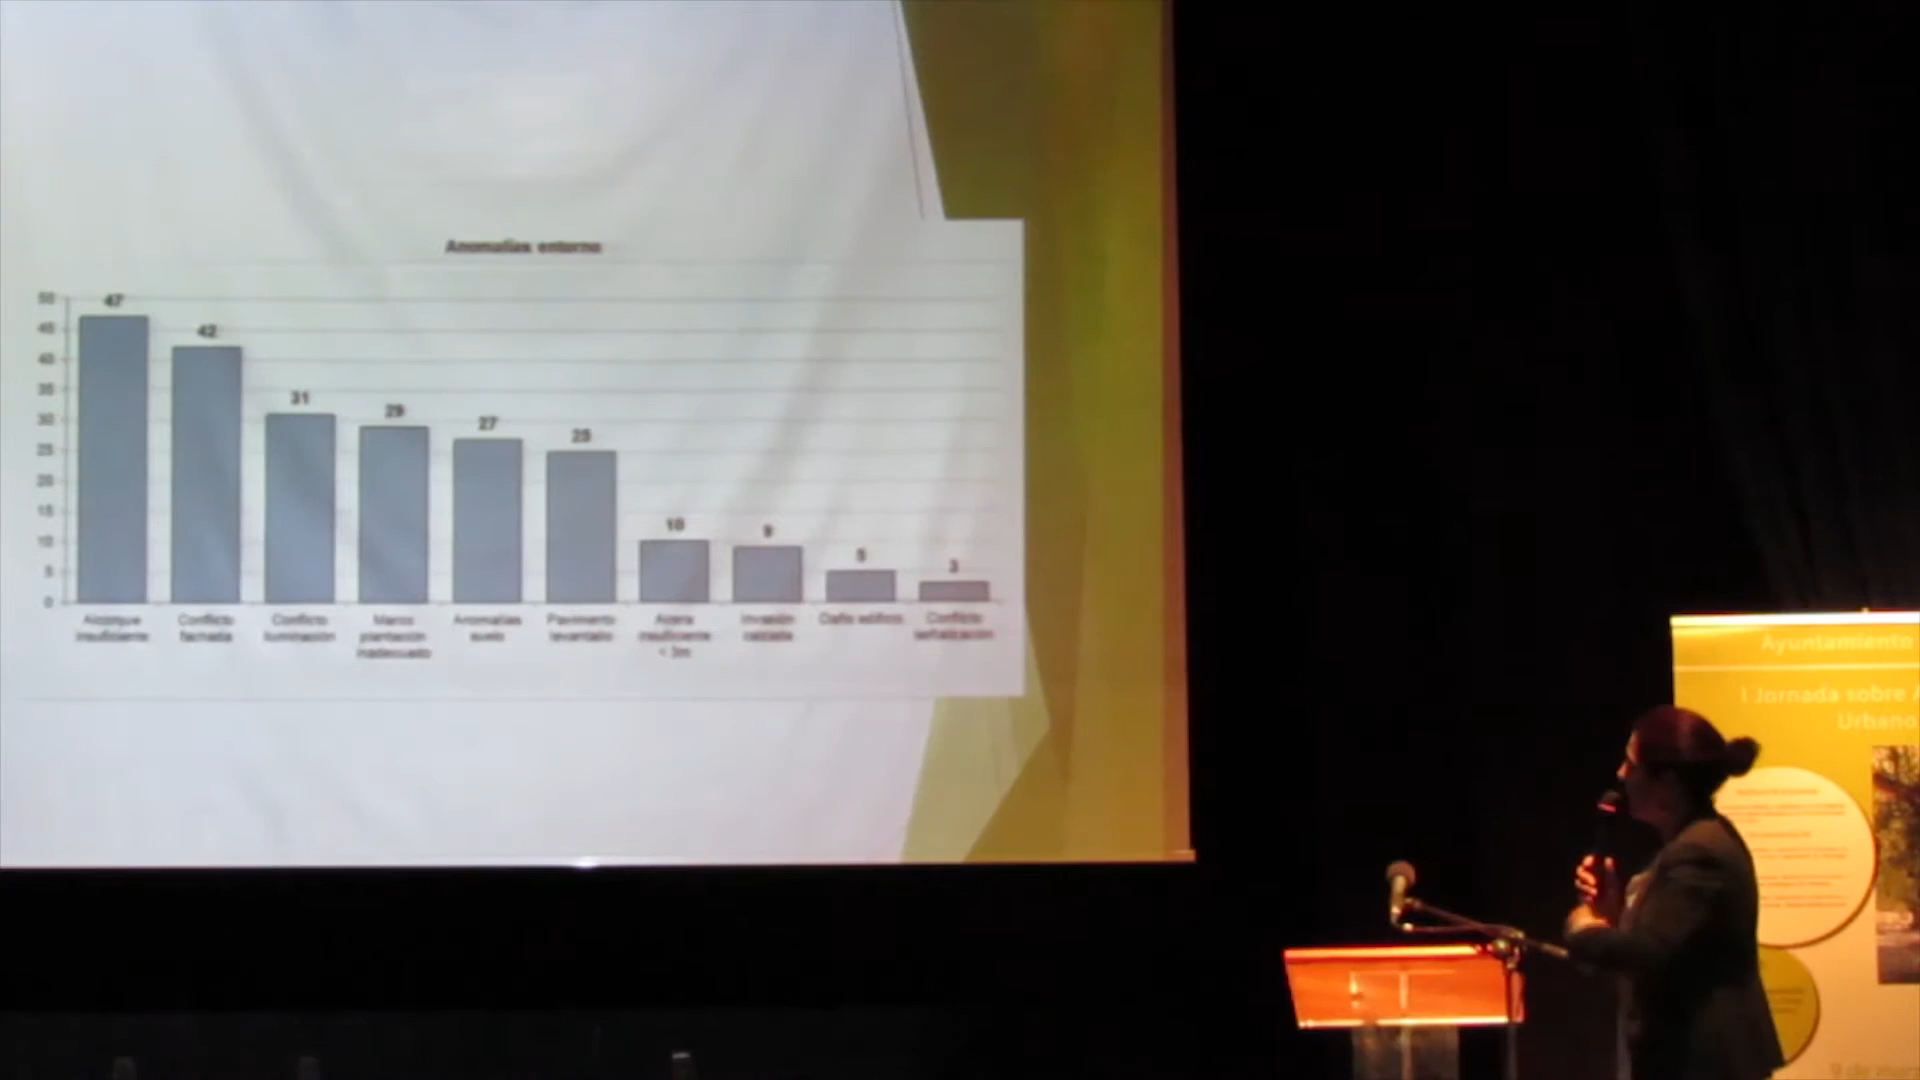 Anomalías entorno
50
45
40
35
30
25
20
15
10
5
0
47
42
31
29
27
25
10
9
5
3
Alcorque
insuficiente
Conflicto
fachada
Conflicto
iluminación
Marco
plantación
inadecuado
Anomalías
suelo
Pavimento
levantado
Acera
insuficiente
< 3m
Invasión
calzada
Daño edificio
Conflicto
señalización
Ayuntamiento
I Jornada sobre A
Urbano
9 de